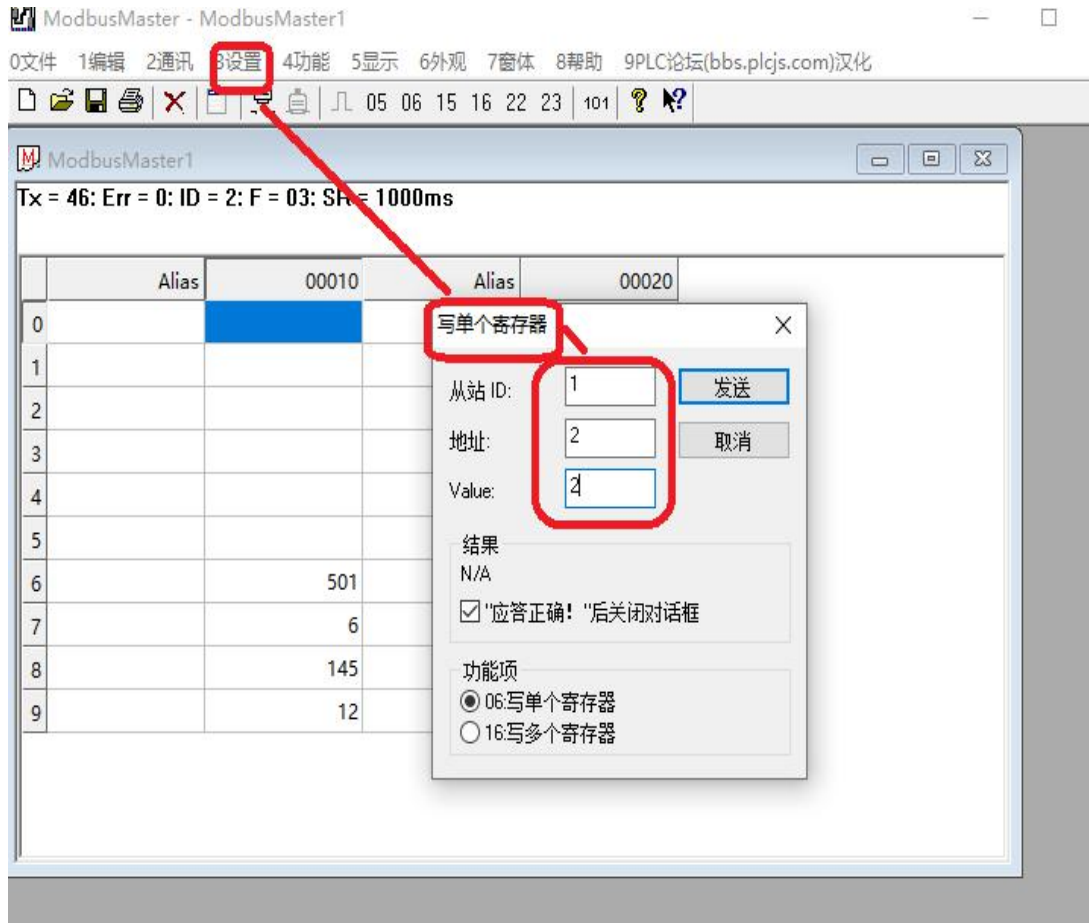 ModbusMaster - ModbusMaster1
0文件 1编辑 2通讯 3设置 4功能 5显示 6外观 7窗体 8帮助 9PLC论坛(bbs.plcjs.com)汉化
05 06 15 16 22 23 101
ModbusMaster1
Tx = 46: Err = 0: ID = 2: F = 03: SR = 1000ms
Alias 00010 Alias 00020
0
1
2
3
4
5
6 501
7 6
8 145
9 12
写单个寄存器
从站 ID: 1 发送
地址: 2 取消
Value: 2
结果
N/A
"应答正确！"后关闭对话框
功能项
06:写单个寄存器
16:写多个寄存器